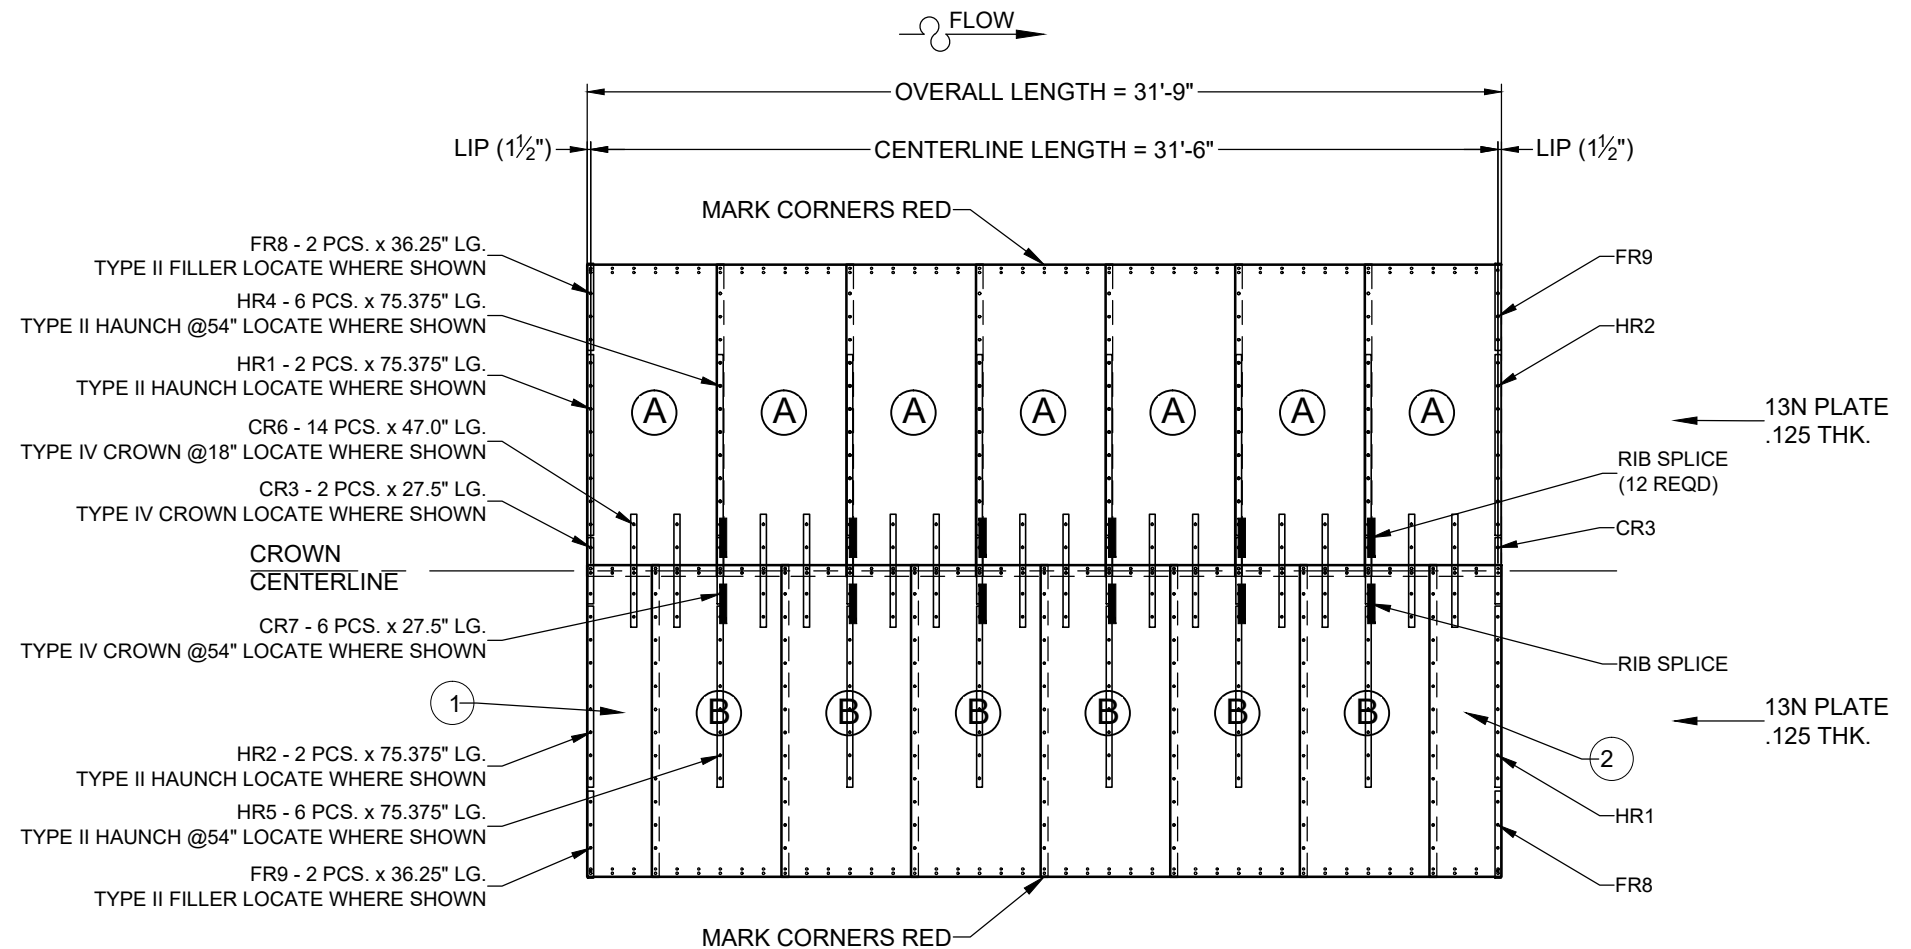 FLOW
OVERALL LENGTH = 31'-9"
LIP (1½")
CENTERLINE LENGTH = 31'-6"
LIP (1½")
MARK CORNERS RED
FR8 - 2 PCS. x 36.25" LG.
TYPE II FILLER LOCATE WHERE SHOWN
HR4 - 6 PCS. x 75.375" LG.
TYPE II HAUNCH @54" LOCATE WHERE SHOWN
HR1 - 2 PCS. x 75.375" LG.
TYPE II HAUNCH LOCATE WHERE SHOWN
CR6 - 14 PCS. x 47.0" LG.
TYPE IV CROWN @18" LOCATE WHERE SHOWN
CR3 - 2 PCS. x 27.5" LG.
TYPE IV CROWN LOCATE WHERE SHOWN
CROWN
CENTERLINE
CR7 - 6 PCS. x 27.5" LG.
TYPE IV CROWN @54" LOCATE WHERE SHOWN
1
HR2 - 2 PCS. x 75.375" LG.
TYPE II HAUNCH LOCATE WHERE SHOWN
HR5 - 6 PCS. x 75.375" LG.
TYPE II HAUNCH @54" LOCATE WHERE SHOWN
FR9 - 2 PCS. x 36.25" LG.
TYPE II FILLER LOCATE WHERE SHOWN
A A A A A A A
B B B B B B
FR9
HR2
13N PLATE
.125 THK.
RIB SPLICE
(12 REQD)
CR3
RIB SPLICE
13N PLATE
.125 THK.
2
HR1
FR8
MARK CORNERS RED